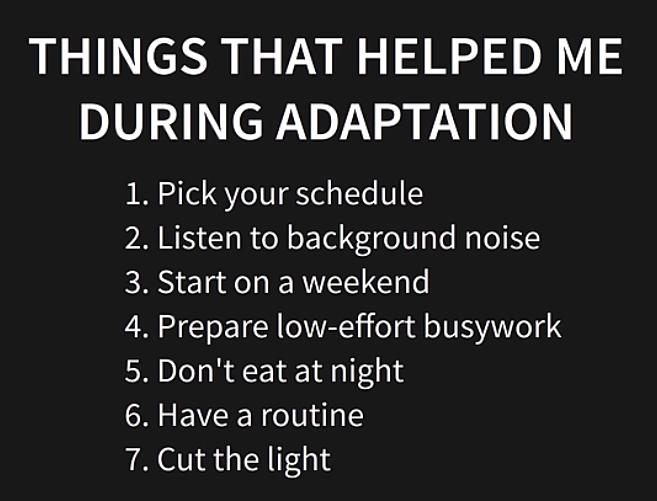 THINGS THAT HELPED ME
DURING ADAPTATION
1. Pick your schedule
2. Listen to background noise
3. Start on a weekend
4. Prepare low-effort busywork
5. Don't eat at night
6. Have a routine
7. Cut the light